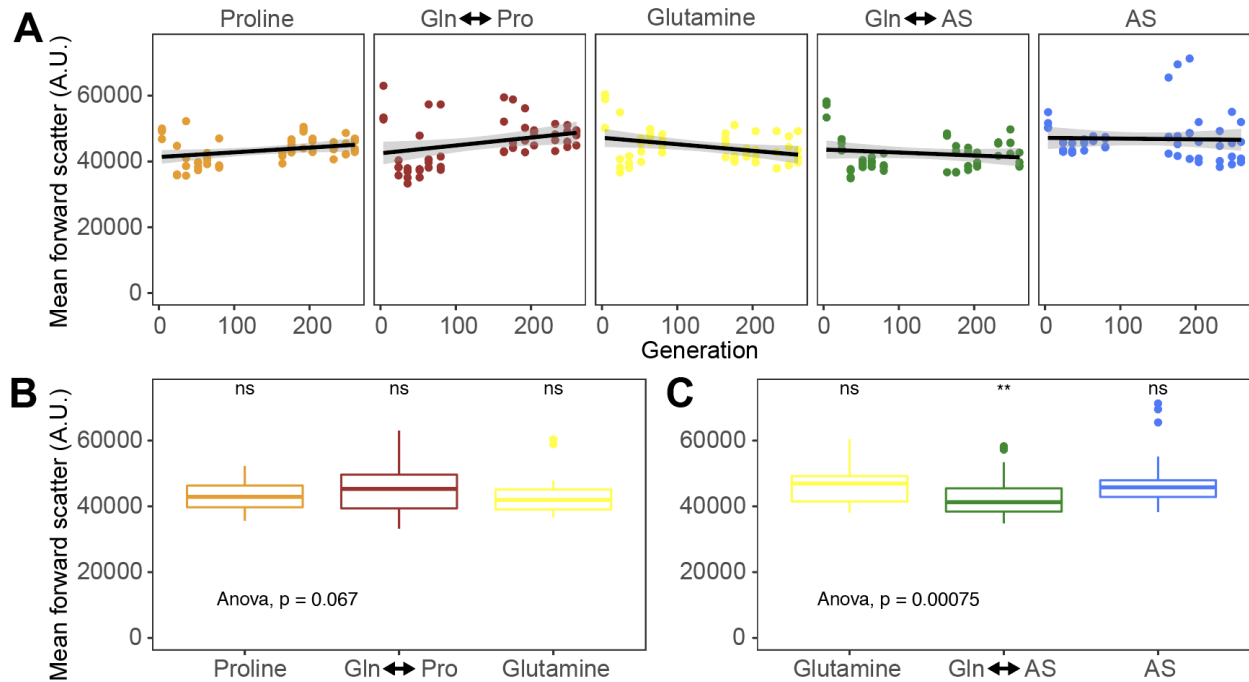 A
Proline
Gln ↔ Pro
Glutamine
Gln ↔ AS
AS
Mean forward scatter (A.U.)
60000
40000
20000
0
0 100 200
0 100 200
0 100 200
0 100 200
0 100 200
Generation
B
Mean forward scatter (A.U.)
60000
40000
20000
0
ns ns ns
Anova, p = 0.067
Proline Gln ↔ Pro Glutamine
C
60000
40000
20000
0
ns ** ns
Anova, p = 0.00075
Glutamine Gln ↔ AS AS